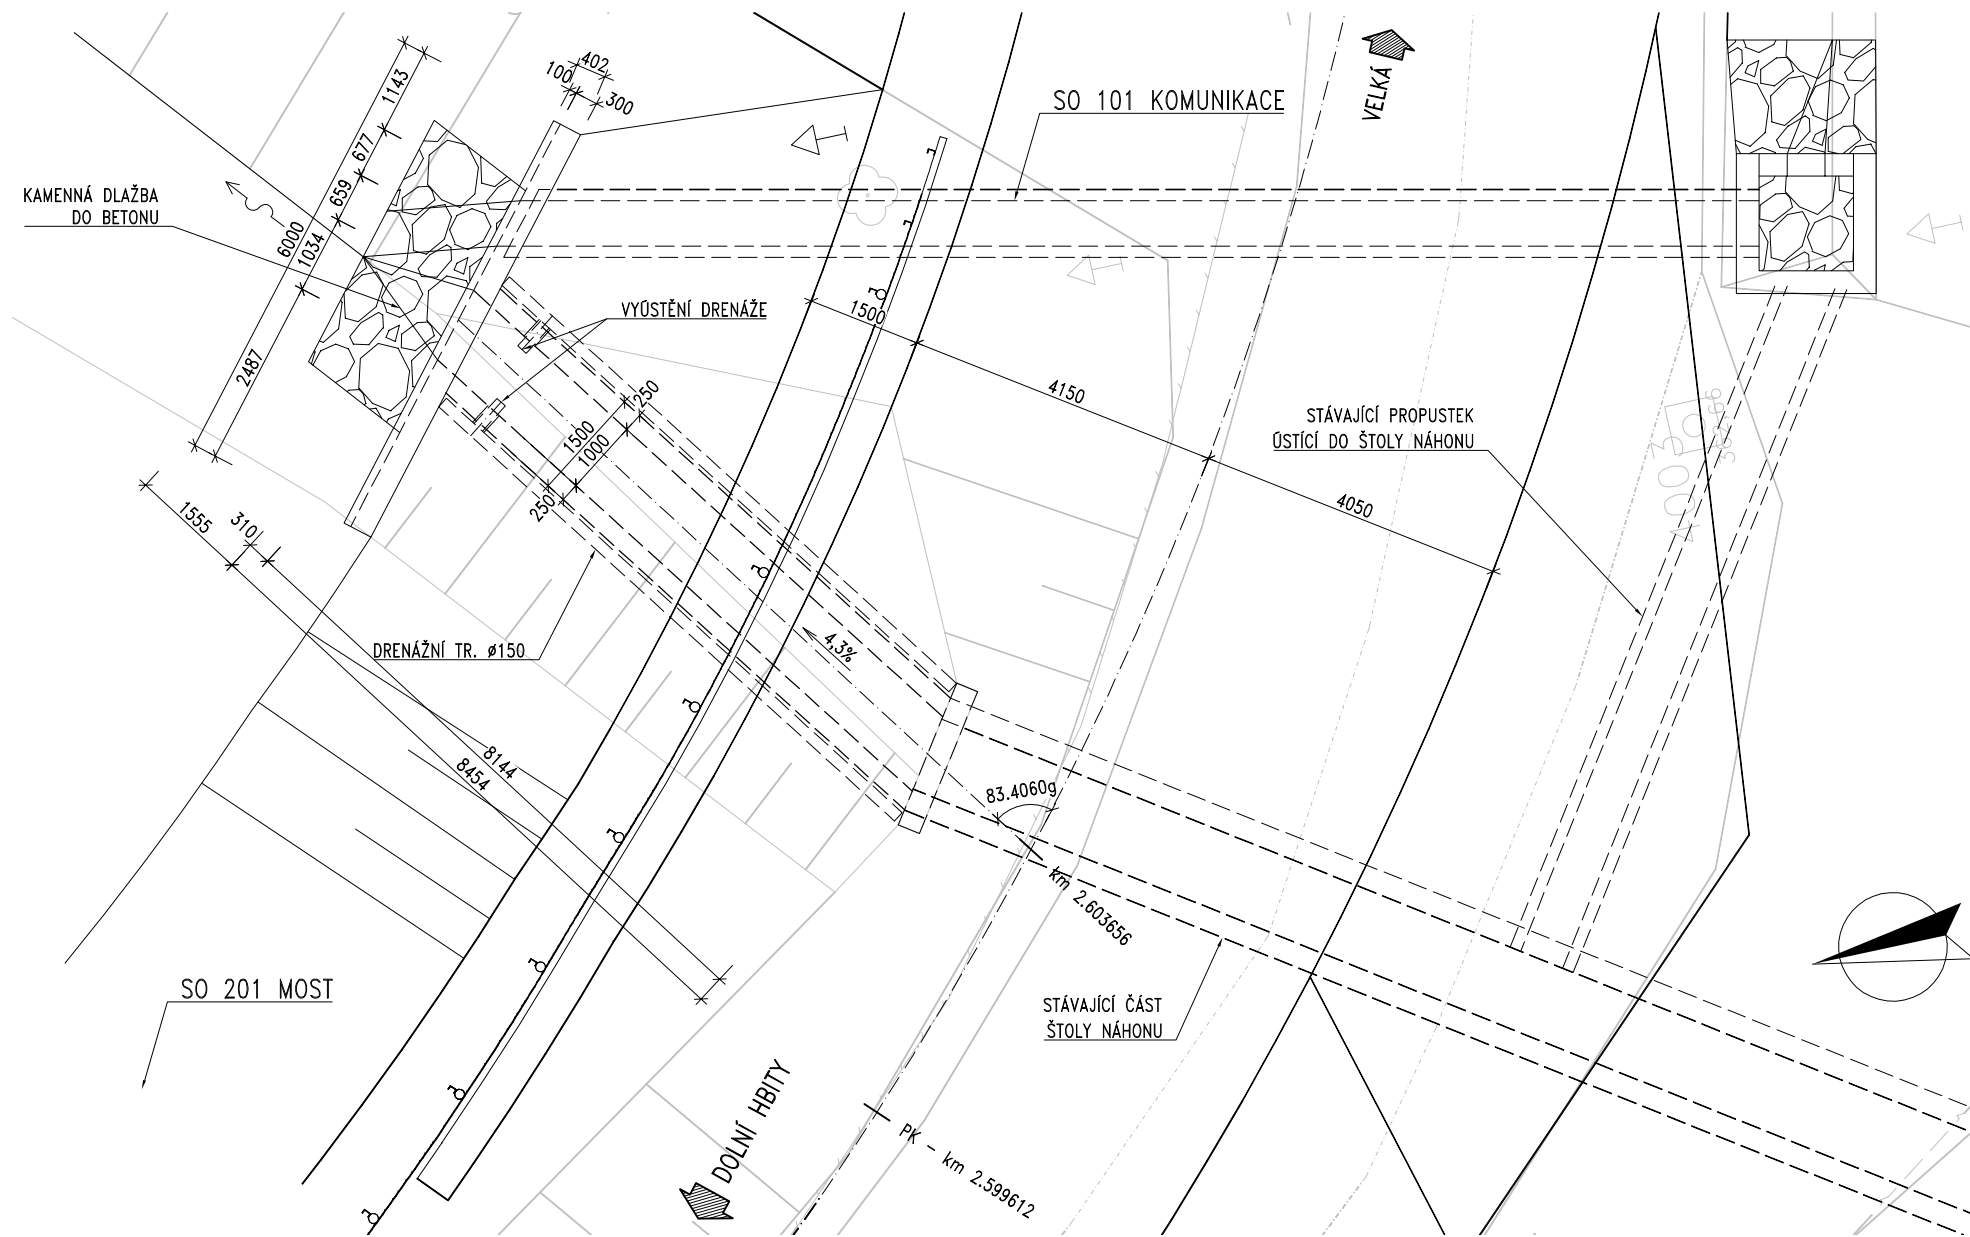 1143
677
659
1034
6000
2487
402
100
300
KAMENNÁ DLAŽBA
DO BETONU
SO 101 KOMUNIKACE
VELKÁ
VYÚSTĚNÍ DRENÁŽE
1500
4150
4050
250
1500
1000
250
STÁVAJÍCÍ PROPUSTEK
ÚSTÍCÍ DO ŠTOLY NÁHONU
1555
310
DRENÁŽNÍ TR. ø150
4,3%
8144
8454
83.4060g
km 2.603656
SO 201 MOST
STÁVAJÍCÍ ČÁST
ŠTOLY NÁHONU
DOLNÍ HBITY
PK - km 2.599612